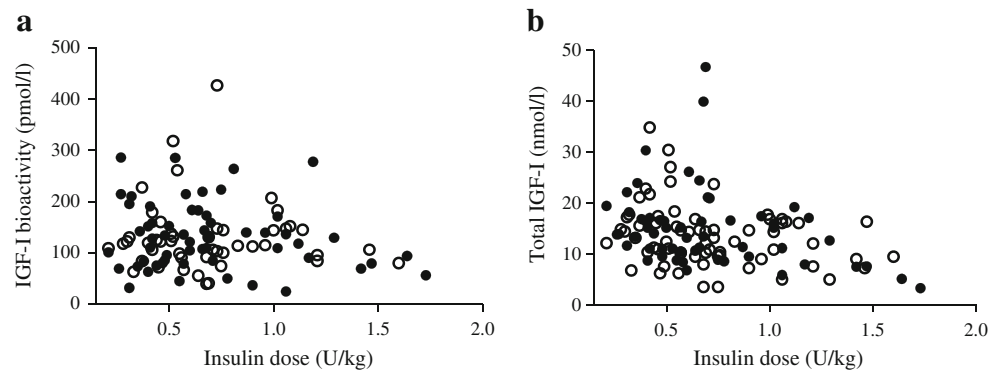 a
500
400
300
200
100
0
IGF-I bioactivity (pmol/l)
0.5 1.0 1.5 2.0
Insulin dose (U/kg)
b
50
40
30
20
10
0
Total IGF-I (nmol/l)
0.5 1.0 1.5 2.0
Insulin dose (U/kg)